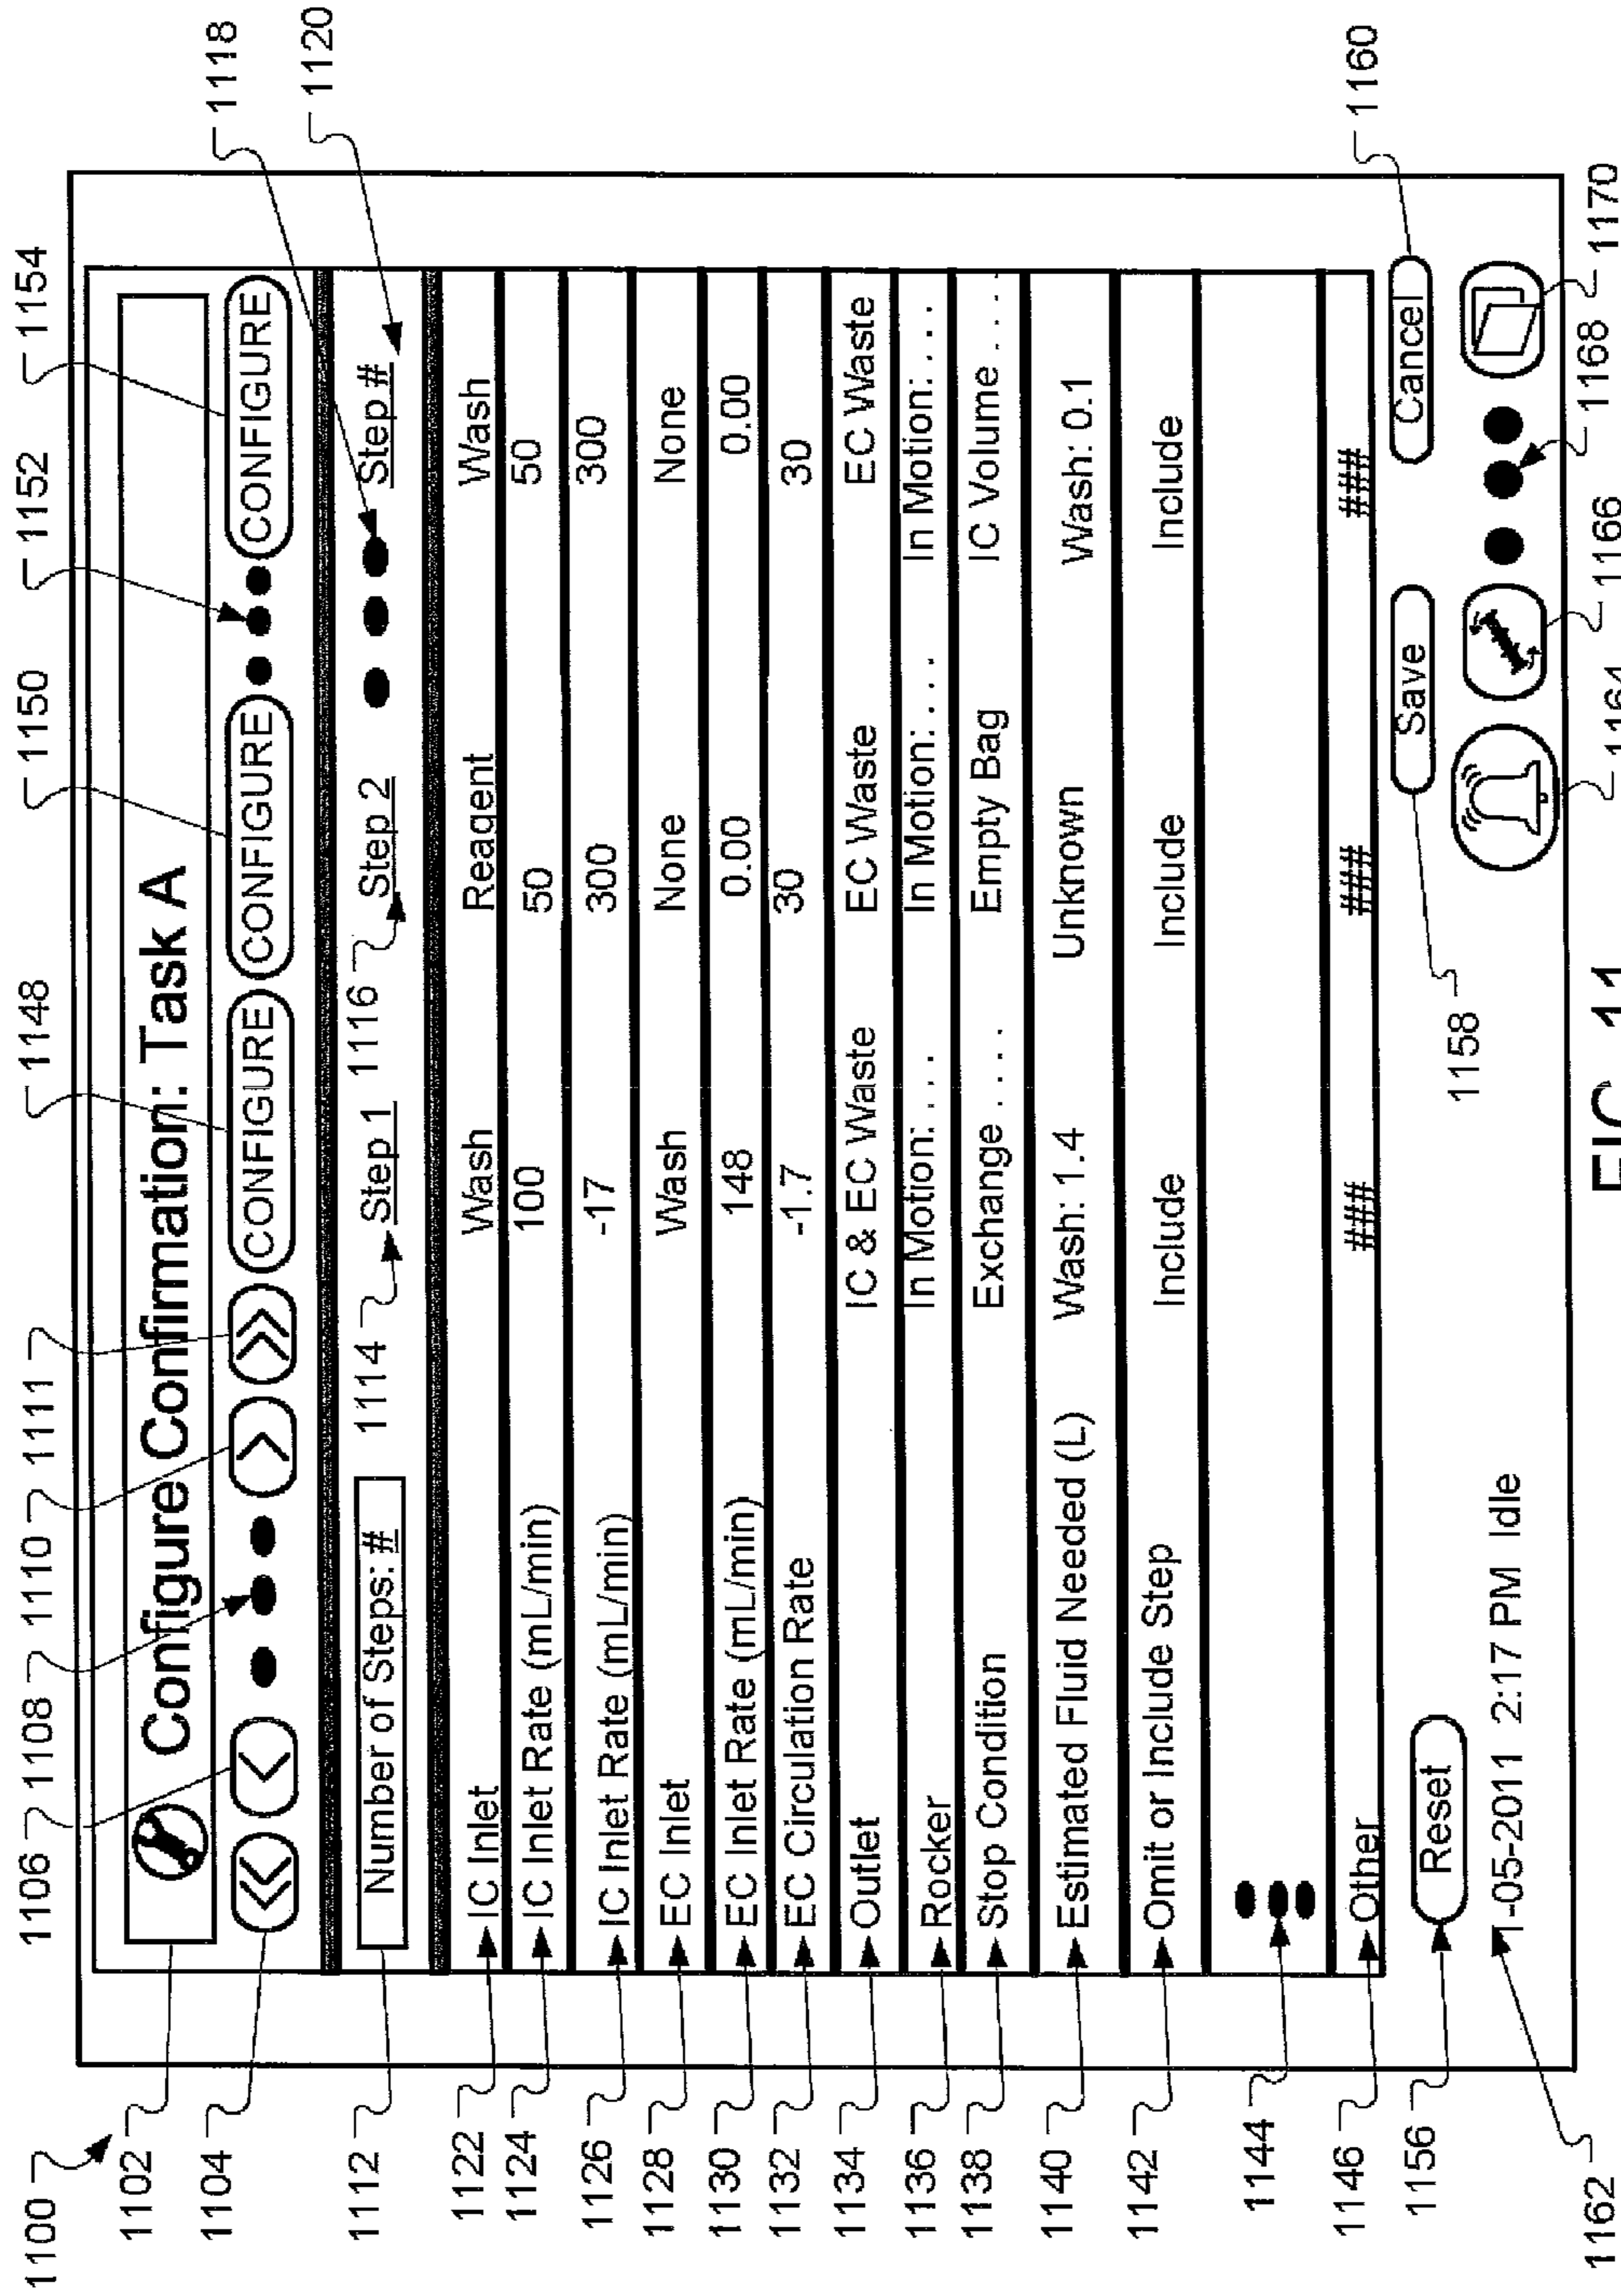 1100
1106 1108 1110 1111 1148 1150 1152 1154
1102 Configure Confirmation: Task A
1104 CONFIGURE CONFIGURE CONFIGURE
1118
1112 Number of Steps: # 1114 Step 1 1116 Step 2 Step # 1120
1122 IC Inlet Wash Reagent Wash
1124 IC Inlet Rate (mL/min) 100 50 50
1126 IC Inlet Rate (mL/min) -17 300 300
1128 EC Inlet Wash None None
1130 EC Inlet Rate (mL/min) 148 0.00 0.00
1132 EC Circulation Rate -1.7 30 30
1134 Outlet IC & EC Waste EC Waste EC Waste
1136 Rocker In Motion: . . . In Motion: . . . . In Motion: . . . .
1138 Stop Condition Exchange . . . . Empty Bag IC Volume . . . .
1140 Estimated Fluid Needed (L) Wash: 1.4 Unknown Wash: 0.1
1142 Omit or Include Step Include Include Include
1144
1146 Other ### ### ###
1156 Reset 1158 Save Cancel 1160
1162 1-05-2011 2:17 PM Idle
1164 1166 1168 1170
FIG. 11